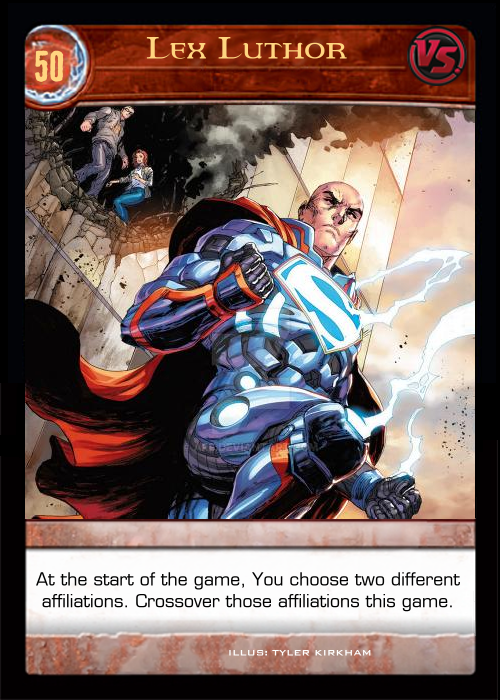 Lex Luthor
50
VS.
At the start of the game, You choose two different
affiliations. Crossover those affiliations this game.
ILLUS: TYLER KIRKHAM